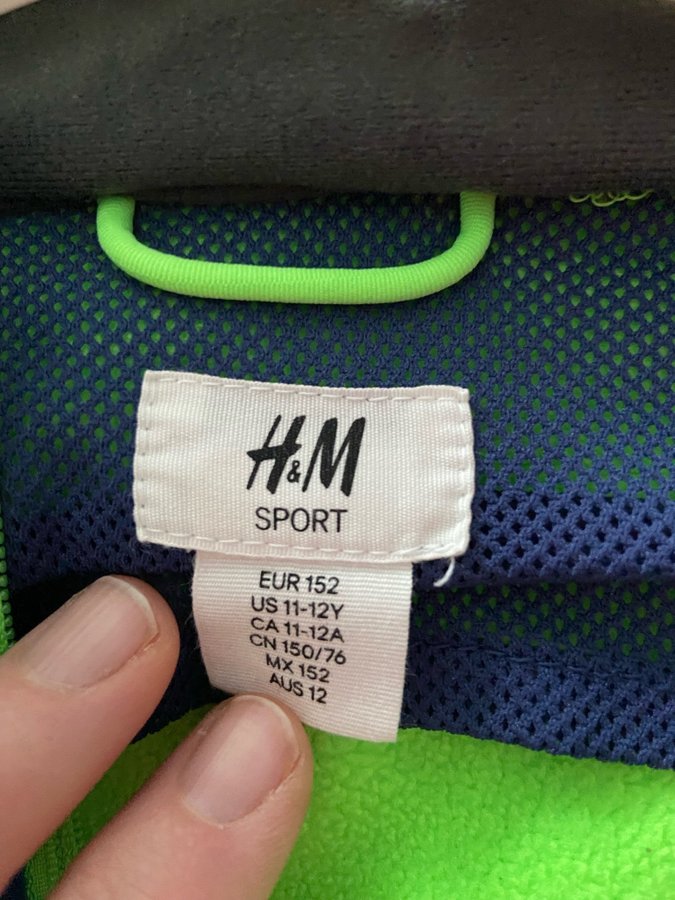 H&M
SPORT
EUR 152
US 11-12Y
CA 11-12A
CN 150/76
MX 152
AUS 12